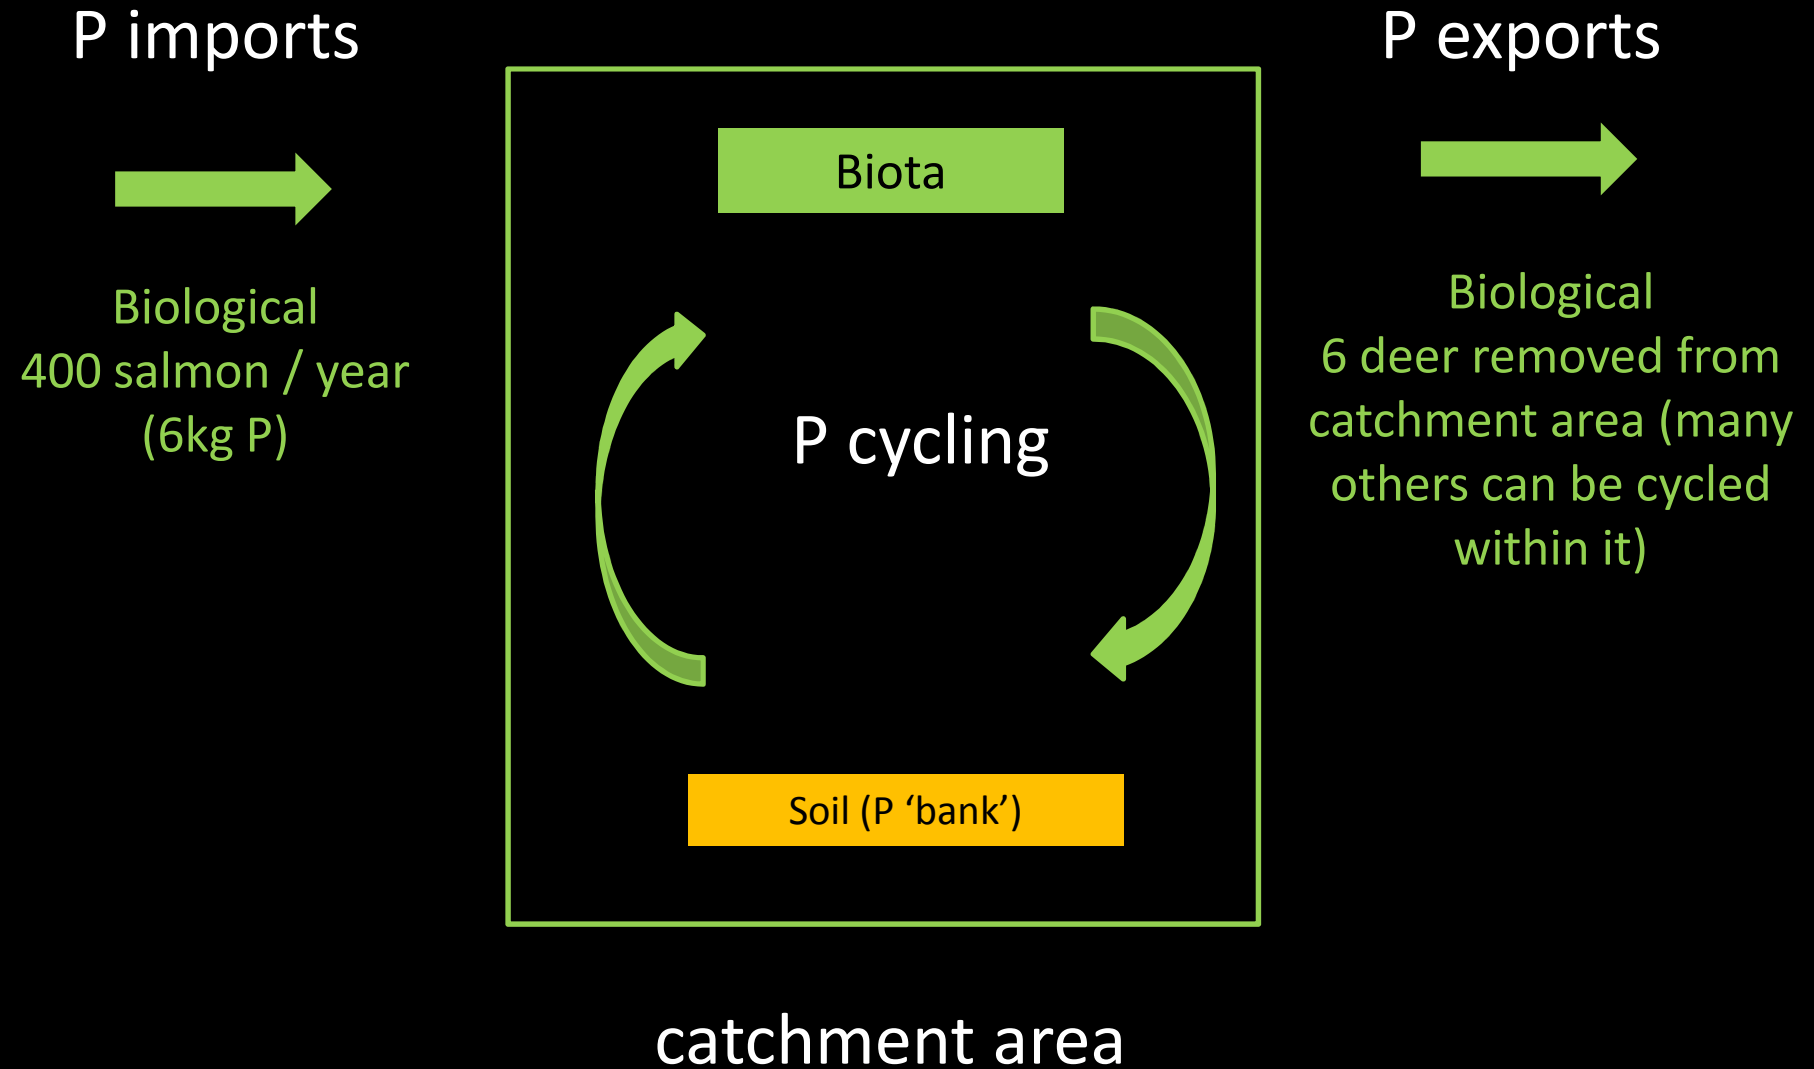 P imports
Biological
400 salmon / year
(6kg P)
Biota
P cycling
Soil (P ‘bank’)
catchment area
P exports
Biological
6 deer removed from
catchment area (many
others can be cycled
within it)